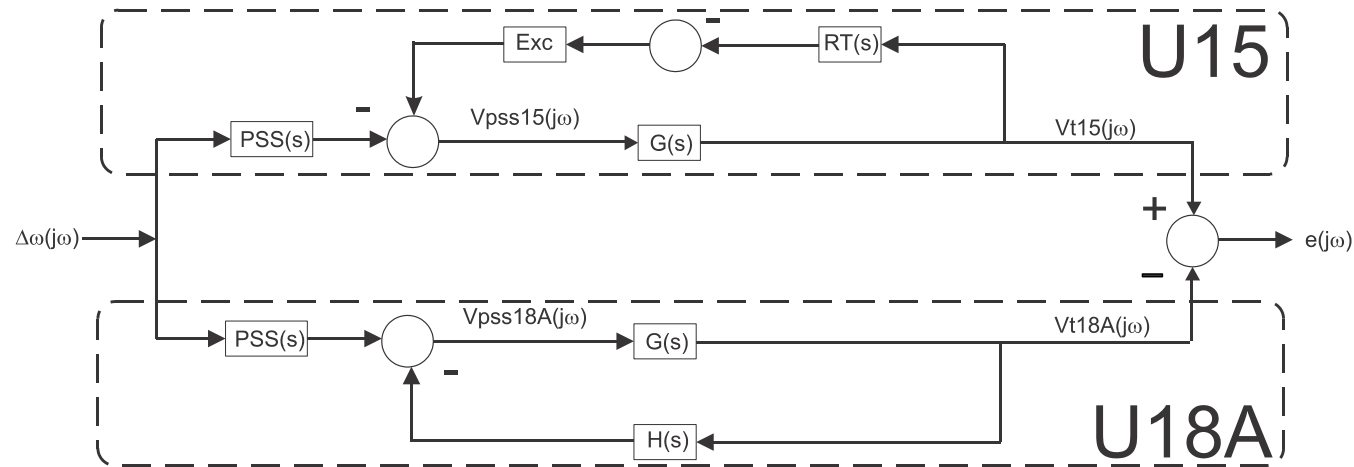 - Exc - RT(s) U15
- Vpss15(jω) Vt15(jω)
PSS(s) G(s)
+
Δω(jω) e(jω)
-
Vpss18A(jω) Vt18A(jω)
PSS(s) G(s)
-
H(s) U18A